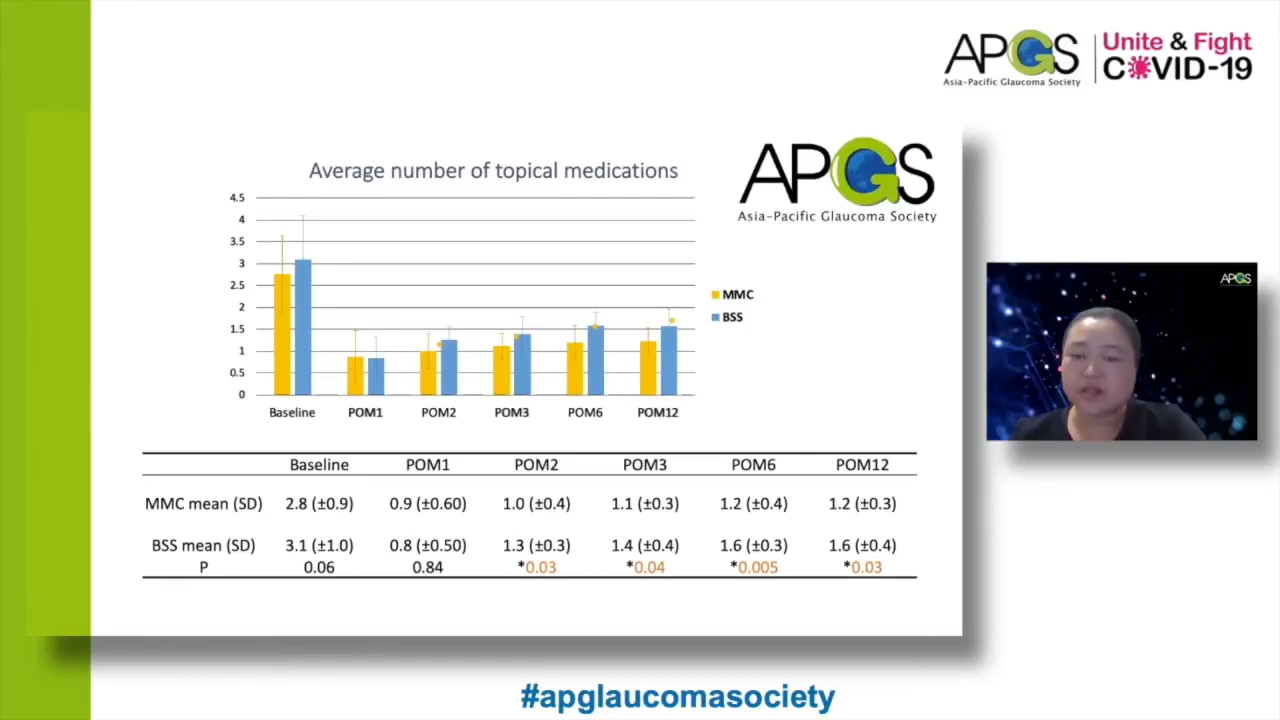 APGS
Asia-Pacific Glaucoma Society
Unite & Fight
COVID-19
Average number of topical medications
APGS
Asia-Pacific Glaucoma Society
4.5
4
3.5
3
2.5
2
1.5
1
0.5
0
Baseline POM1 POM2 POM3 POM6 POM12
MMC
BSS
APGS
Baseline POM1 POM2 POM3 POM6 POM12
MMC mean (SD) 2.8 (±0.9) 0.9 (±0.60) 1.0 (±0.4) 1.1 (±0.3) 1.2 (±0.4) 1.2 (±0.3)
BSS mean (SD) 3.1 (±1.0) 0.8 (±0.50) 1.3 (±0.3) 1.4 (±0.4) 1.6 (±0.3) 1.6 (±0.4)
P 0.06 0.84 *0.03 *0.04 *0.005 *0.03
#apglaucomasociety